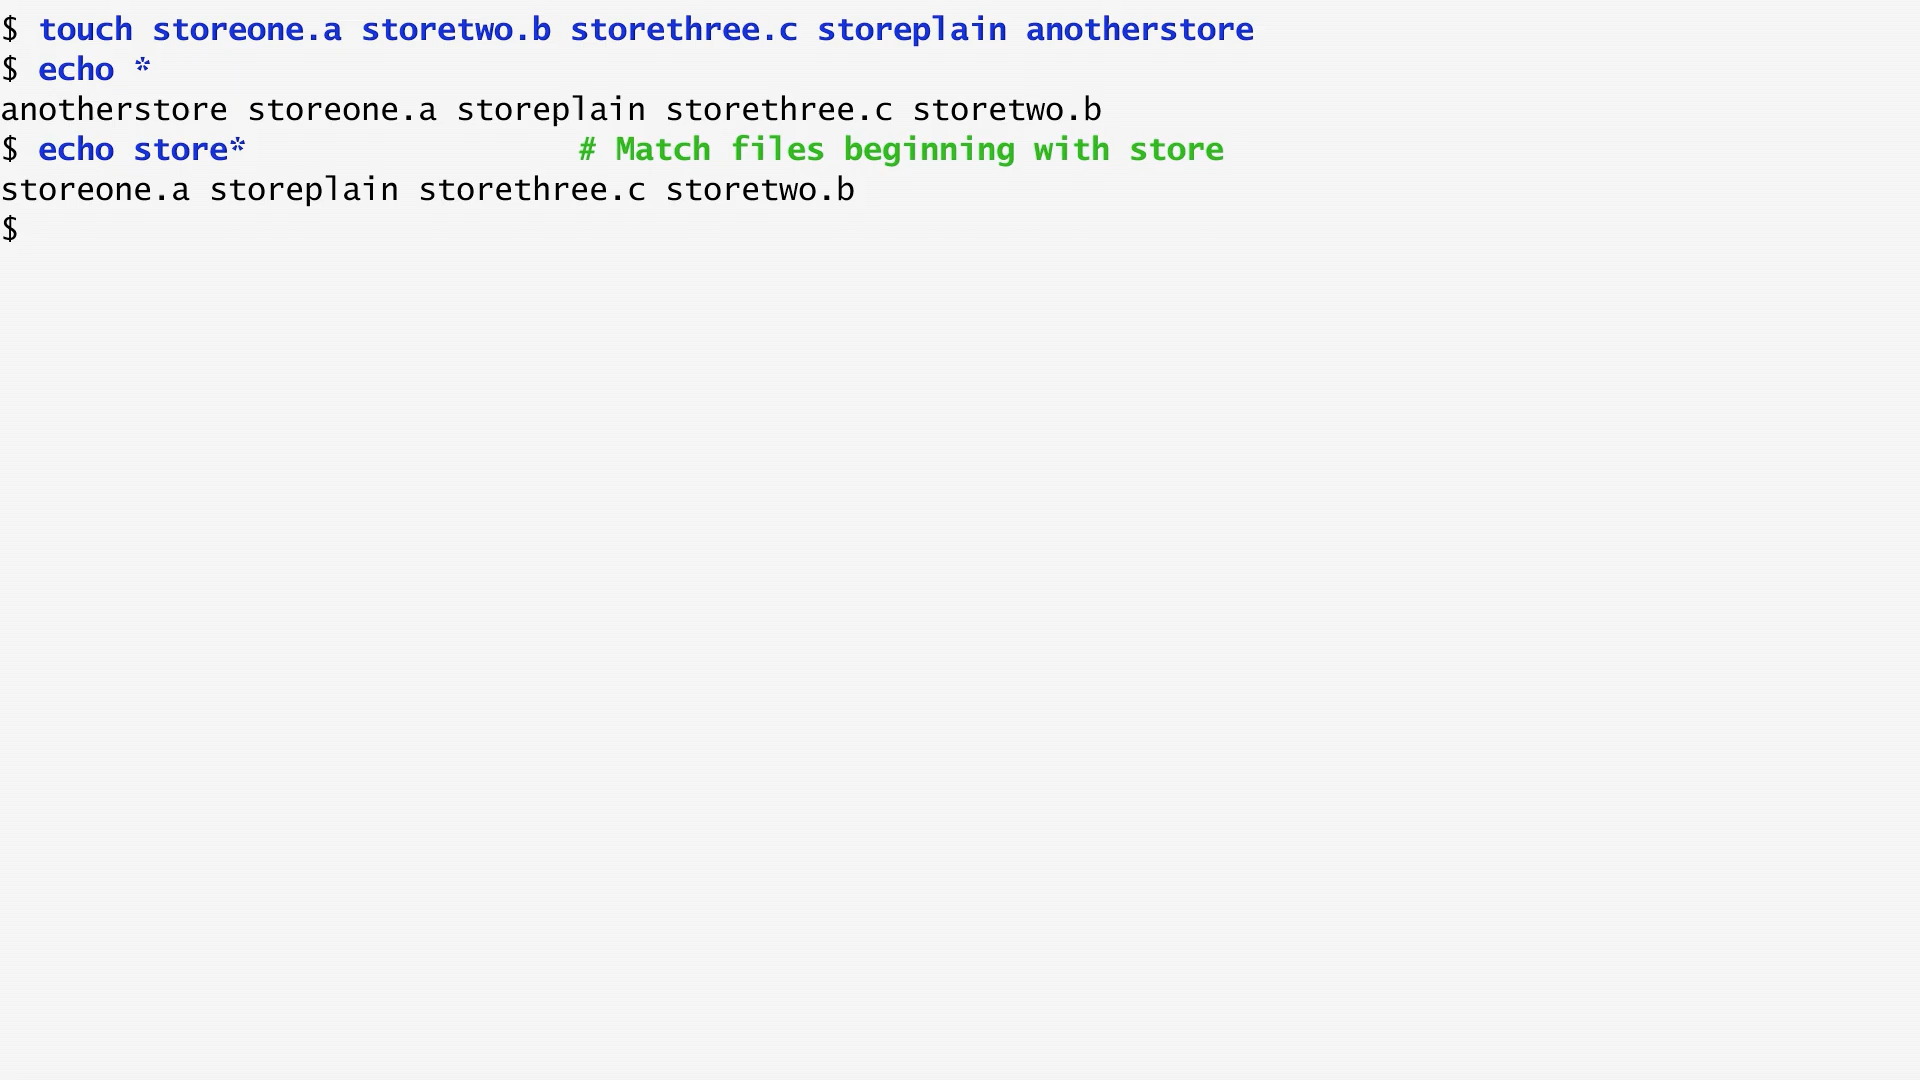 $ touch storeone.a storetwo.b storethree.c storeplain anotherstore
$ echo *
anotherstore storeone.a storeplain storethree.c storetwo.b
$ echo store*                  # Match files beginning with store
storeone.a storeplain storethree.c storetwo.b
$